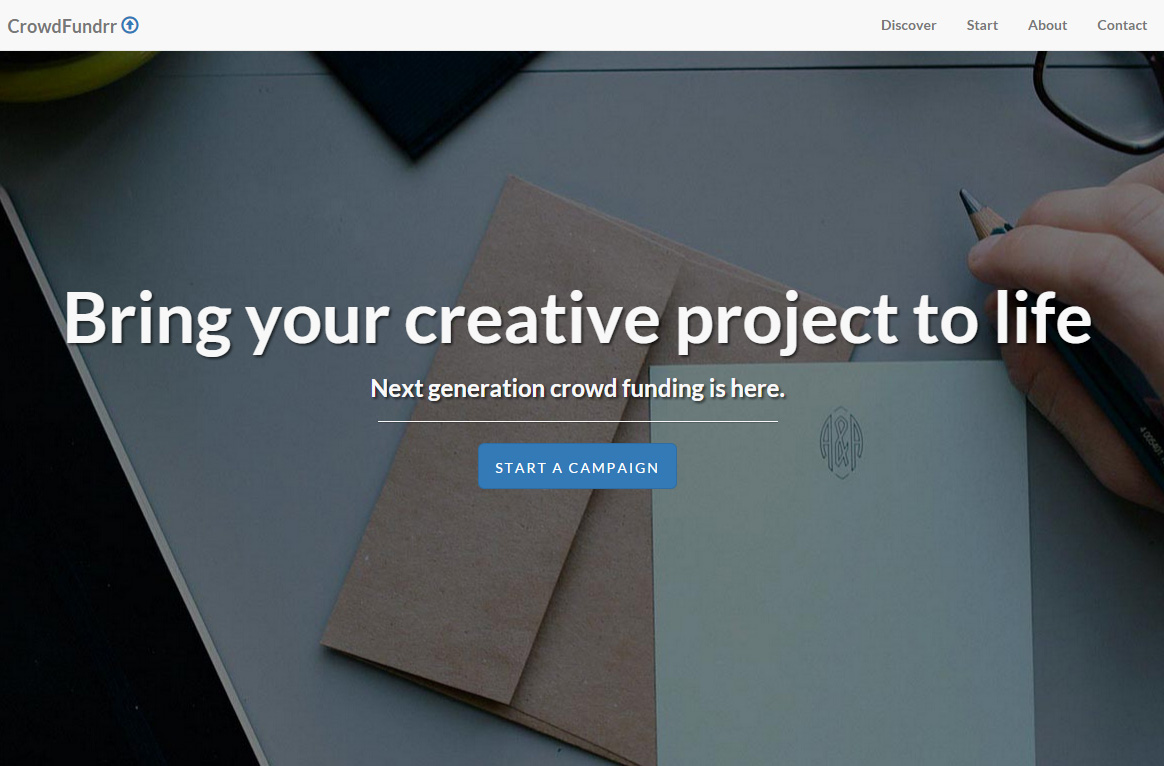 CrowdFundrr
Discover Start About Contact
Bring your creative project to life
Next generation crowd funding is here.
START A CAMPAIGN
A&A